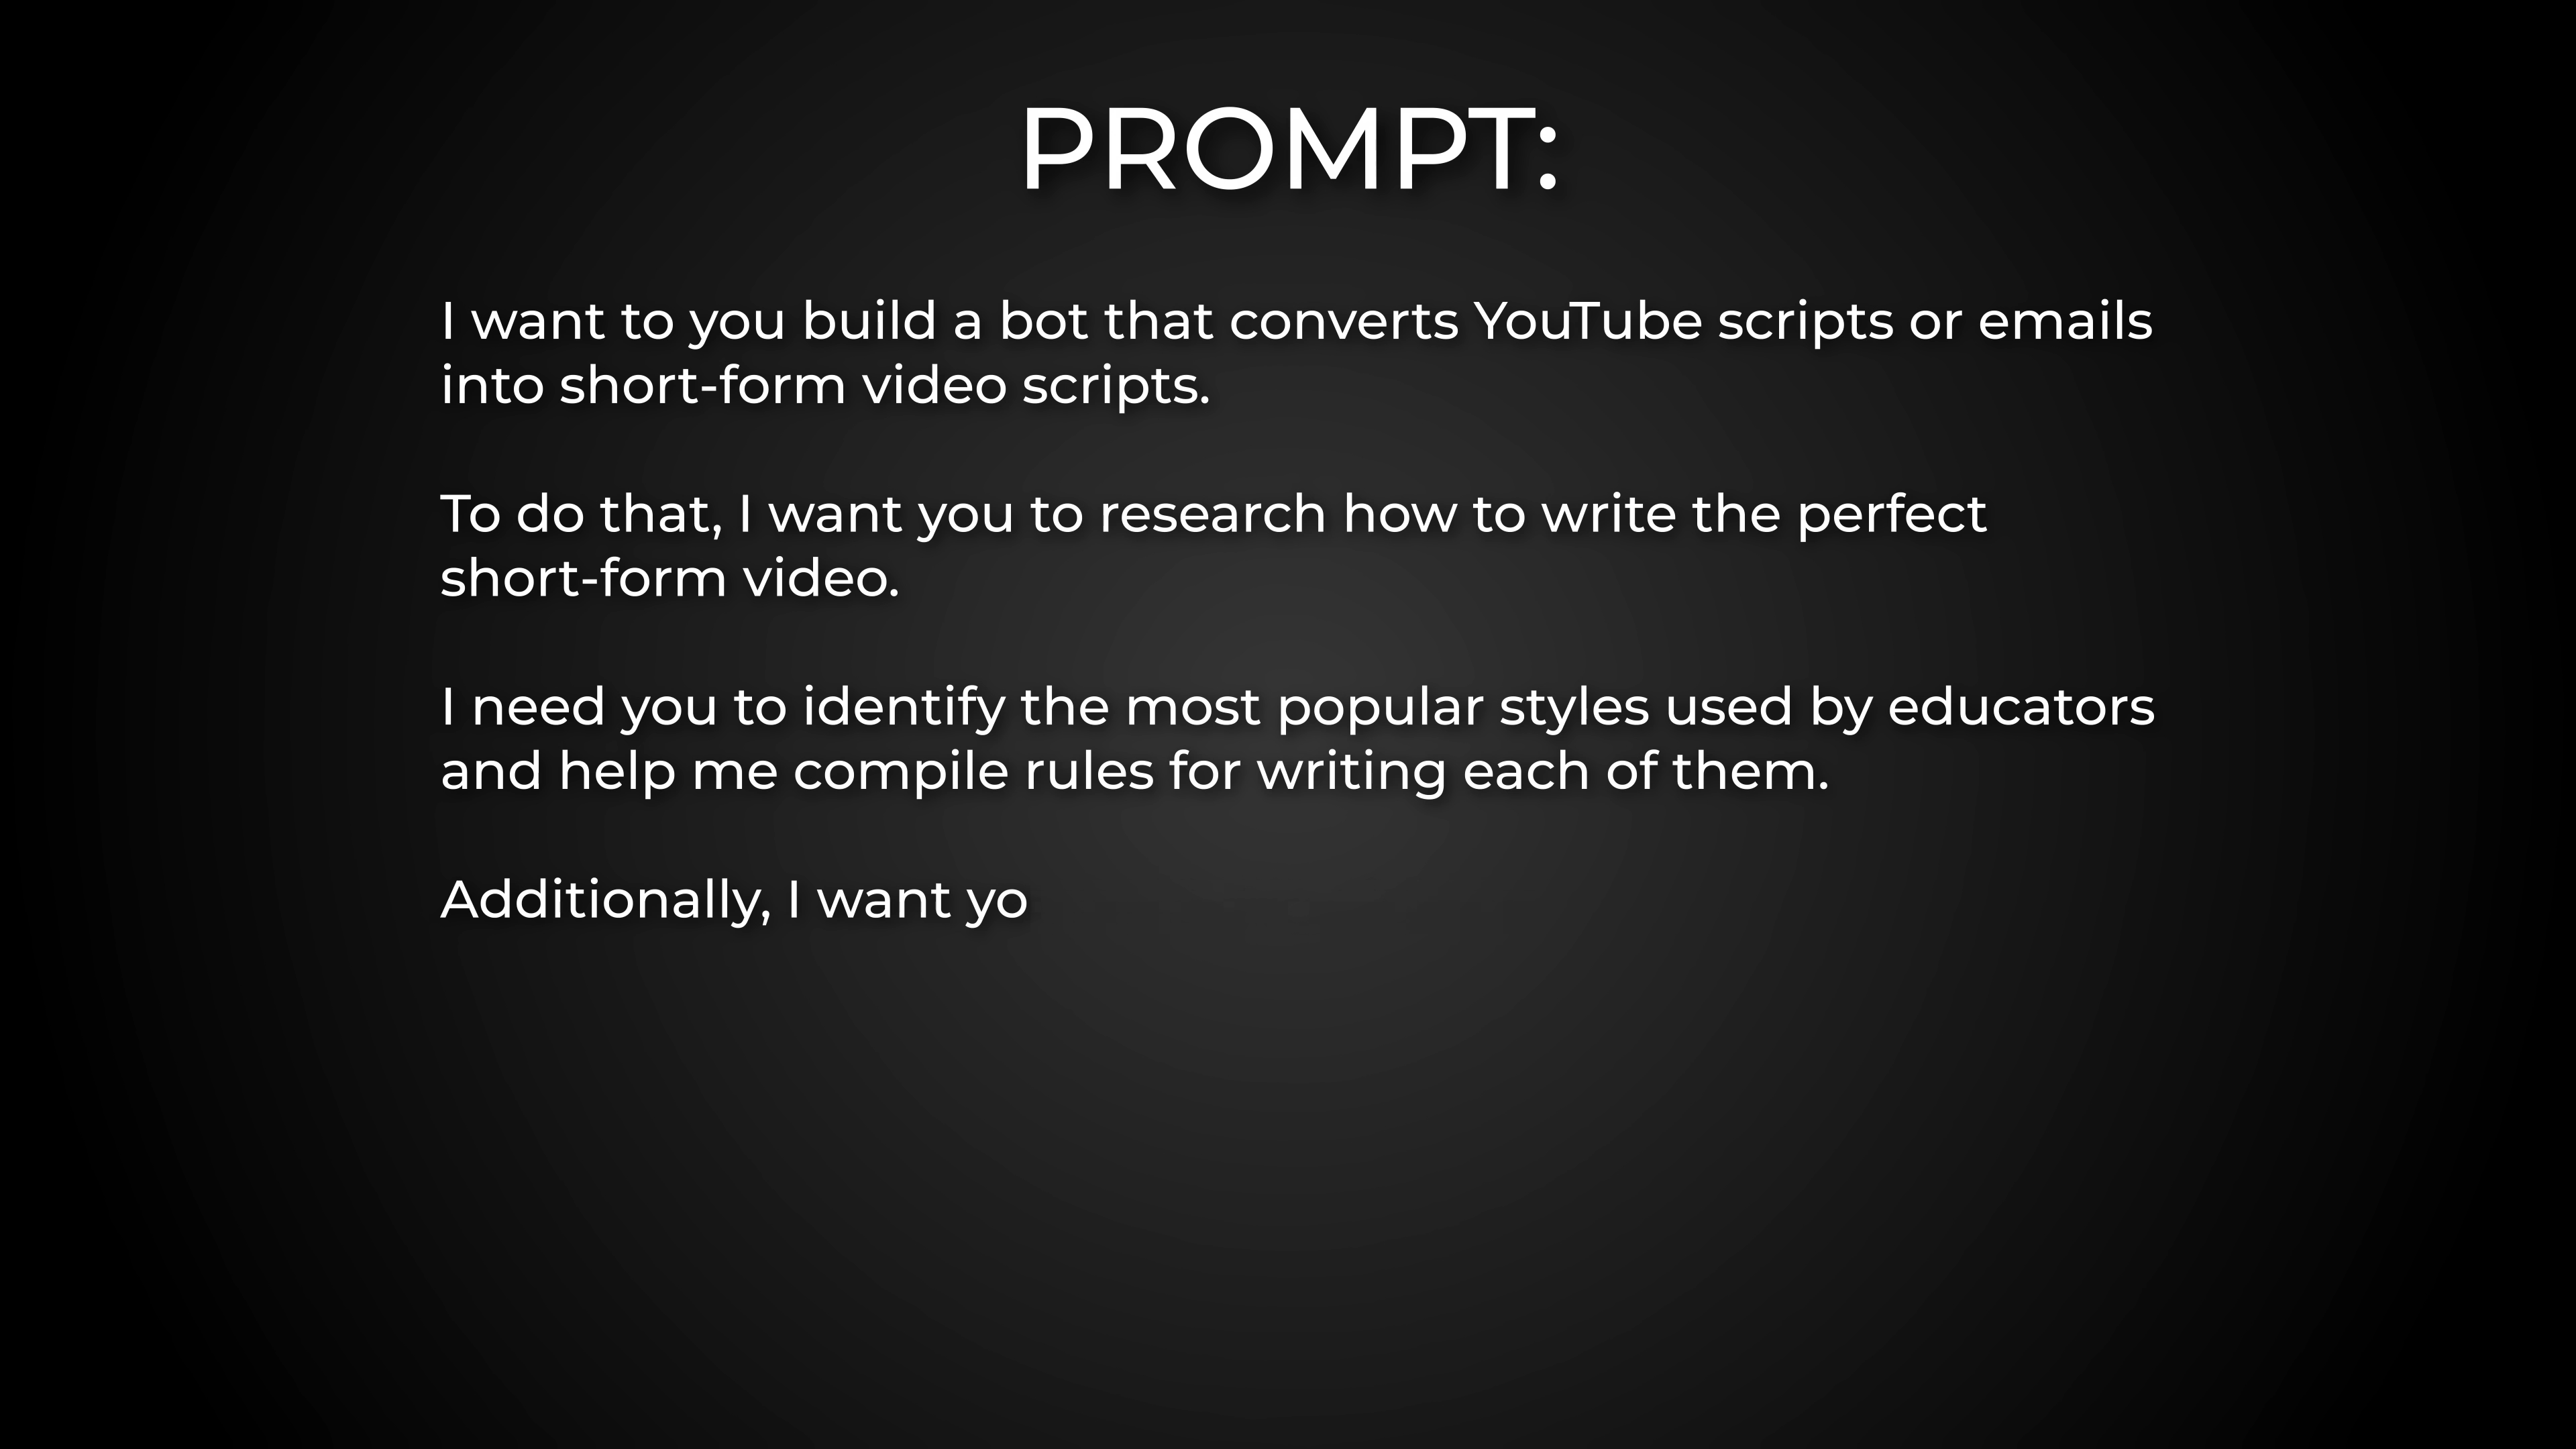 PROMPT:
I want to you build a bot that converts YouTube scripts or emails
into short-form video scripts.
To do that, I want you to research how to write the perfect
short-form video.
I need you to identify the most popular styles used by educators
and help me compile rules for writing each of them.
Additionally, I want yo